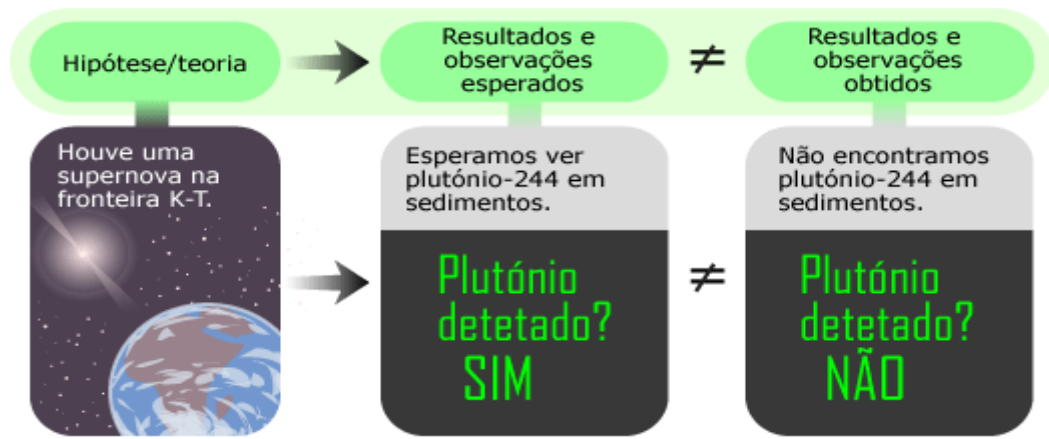 Hipótese/teoria
Resultados e
observações
esperados
≠
Resultados e
observações
obtidos
Houve uma
supernova na
fronteira K-T.
Esperamos ver
plutónio-244 em
sedimentos.
Não encontramos
plutónio-244 em
sedimentos.
Plutónio
detetado?
SIM
≠
Plutónio
detetado?
NÃO